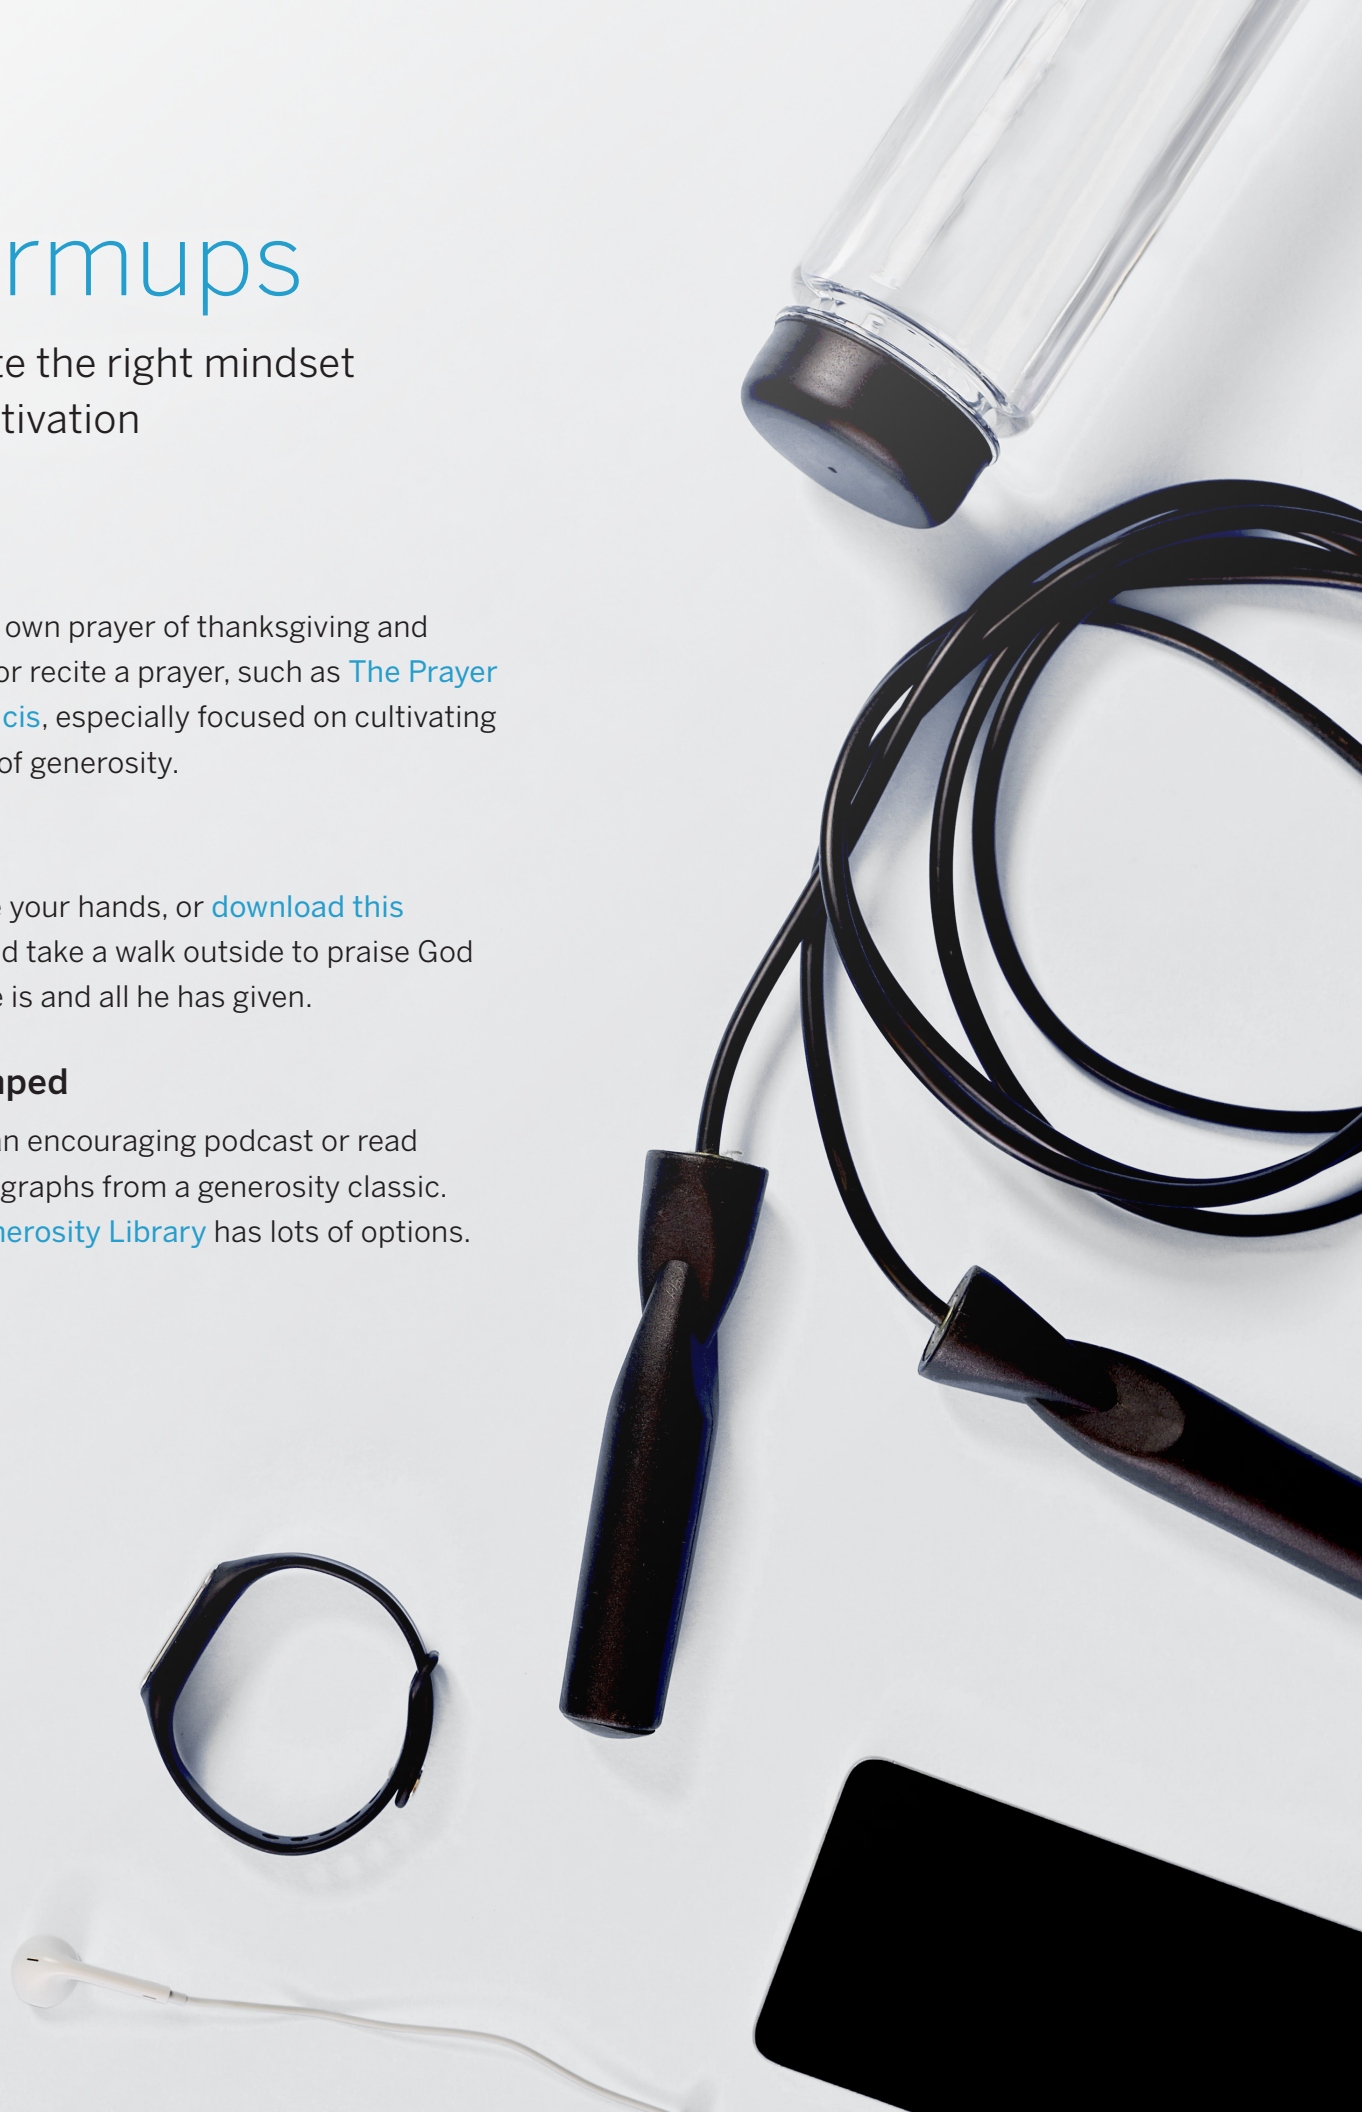 rmups
te the right mindset
tivation
own prayer of thanksgiving and
or recite a prayer, such as The Prayer
cis, especially focused on cultivating
of generosity.
your hands, or download this
d take a walk outside to praise God
e is and all he has given.
ped
n encouraging podcast or read
graphs from a generosity classic.
nerosity Library has lots of options.